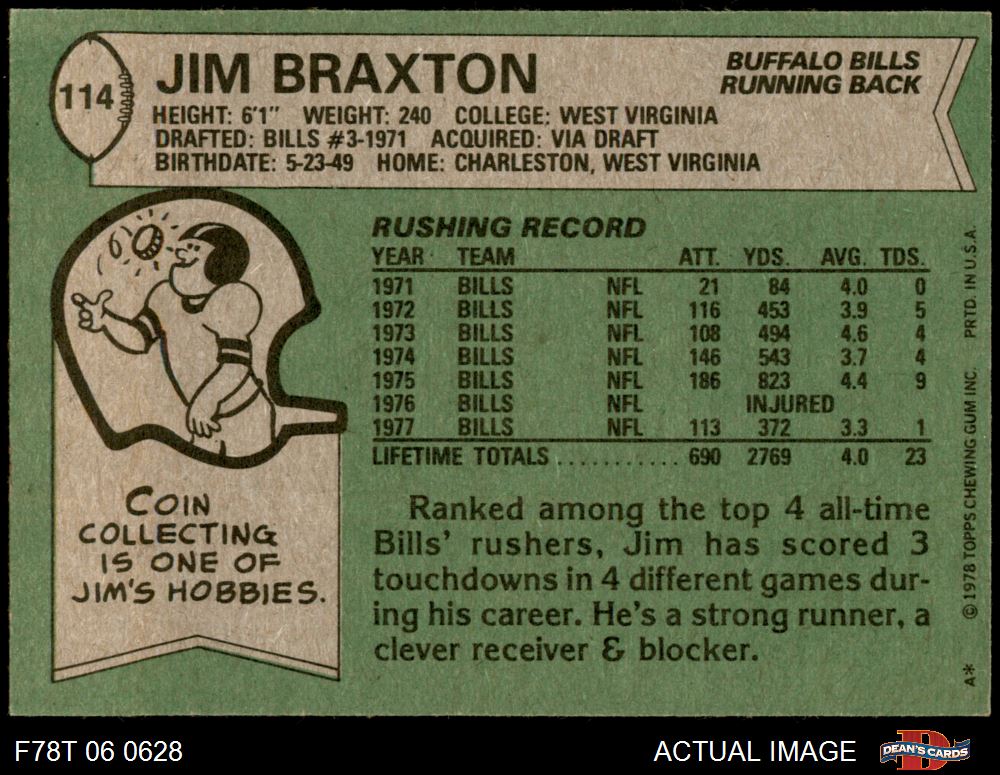 114
JIM BRAXTON
BUFFALO BILLS
RUNNING BACK
HEIGHT: 6'1" WEIGHT: 240 COLLEGE: WEST VIRGINIA
DRAFTED: BILLS #3-1971 ACQUIRED: VIA DRAFT
BIRTHDATE: 5-23-49 HOME: CHARLESTON, WEST VIRGINIA
COIN
COLLECTING
IS ONE OF
JIM'S HOBBIES.
RUSHING RECORD
YEAR TEAM ATT. YDS. AVG. TDS.
1971 BILLS NFL 21 84 4.0 0
1972 BILLS NFL 116 453 3.9 5
1973 BILLS NFL 108 494 4.6 4
1974 BILLS NFL 146 543 3.7 4
1975 BILLS NFL 186 823 4.4 9
1976 BILLS NFL INJURED
1977 BILLS NFL 113 372 3.3 1
LIFETIME TOTALS ........... 690 2769 4.0 23
Ranked among the top 4 all-time
Bills' rushers, Jim has scored 3
touchdowns in 4 different games dur-
ing his career. He's a strong runner, a
clever receiver & blocker.
A* © 1978 TOPPS CHEWING GUM INC. PRTD. IN U.S.A.
F78T 06 0628
ACTUAL IMAGE
DEAN'S CARDS